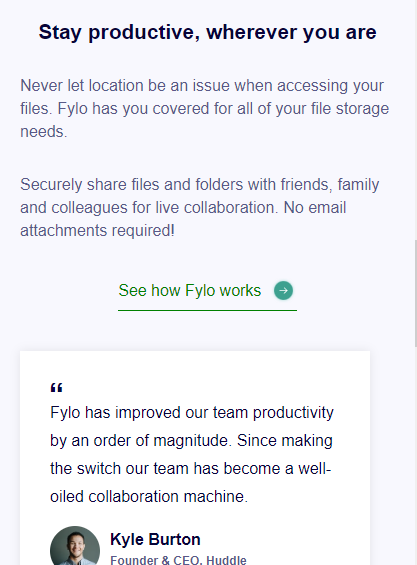 Stay productive, wherever you are
Never let location be an issue when accessing your
files. Fylo has you covered for all of your file storage
needs.
Securely share files and folders with friends, family
and colleagues for live collaboration. No email
attachments required!
See how Fylo works
“
Fylo has improved our team productivity
by an order of magnitude. Since making
the switch our team has become a well-
oiled collaboration machine.
Kyle Burton
Founder & CEO, Huddle